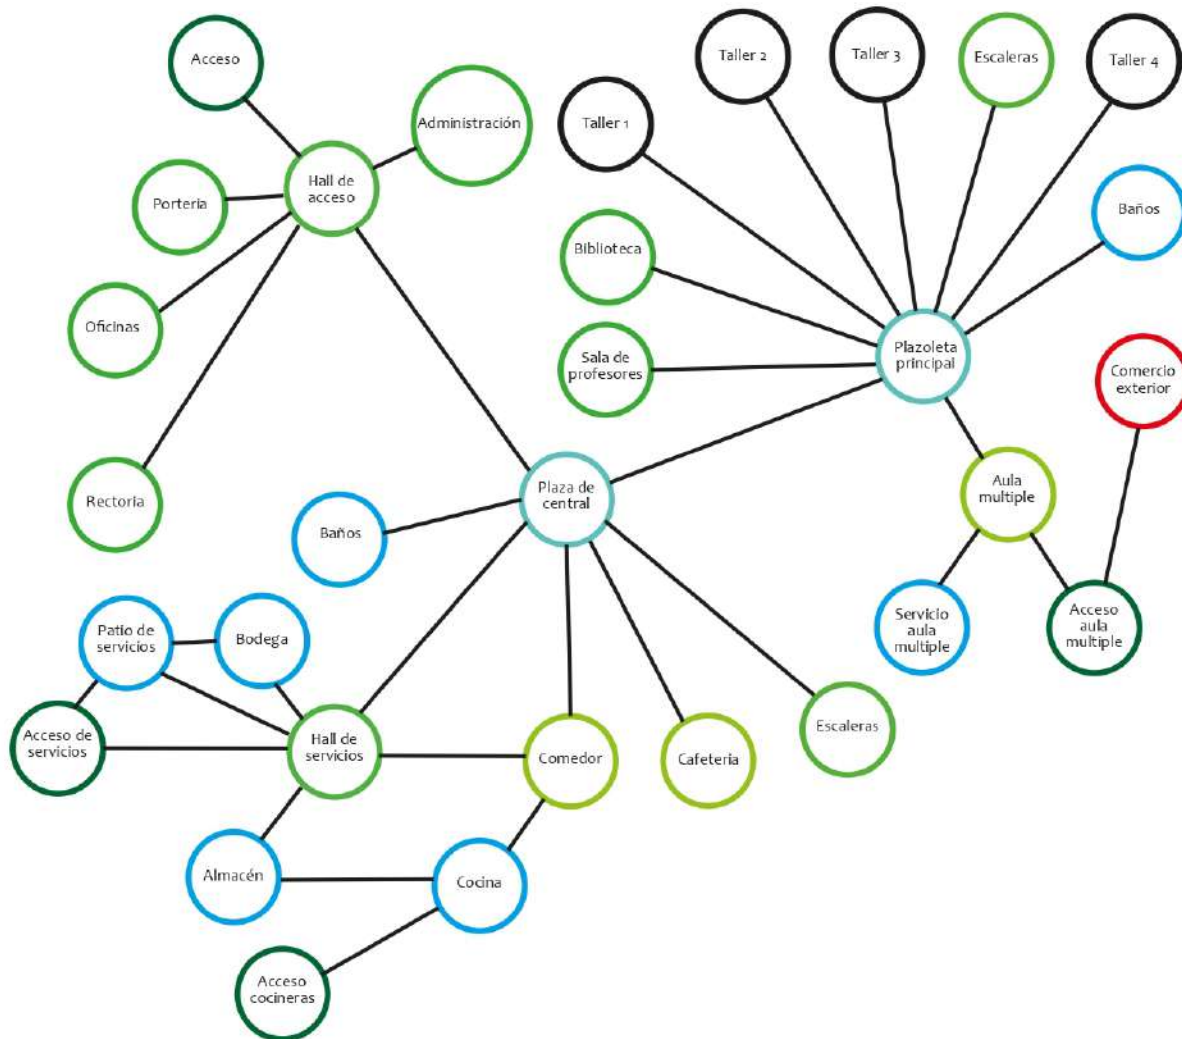 Acceso
Administración
Hall de
acceso
Porteria
Oficinas
Rectoria
Taller 1
Taller 2
Taller 3
Escaleras
Taller 4
Baños
Biblioteca
Sala de
profesores
Plazoleta
principal
Comercio
exterior
Aula
multiple
Servicio
aula
multiple
Acceso
aula
multiple
Plaza de
central
Baños
Patio de
servicios
Bodega
Acceso de
servicios
Hall de
servicios
Comedor
Cafeteria
Escaleras
Almacén
Cocina
Acceso
cocineras